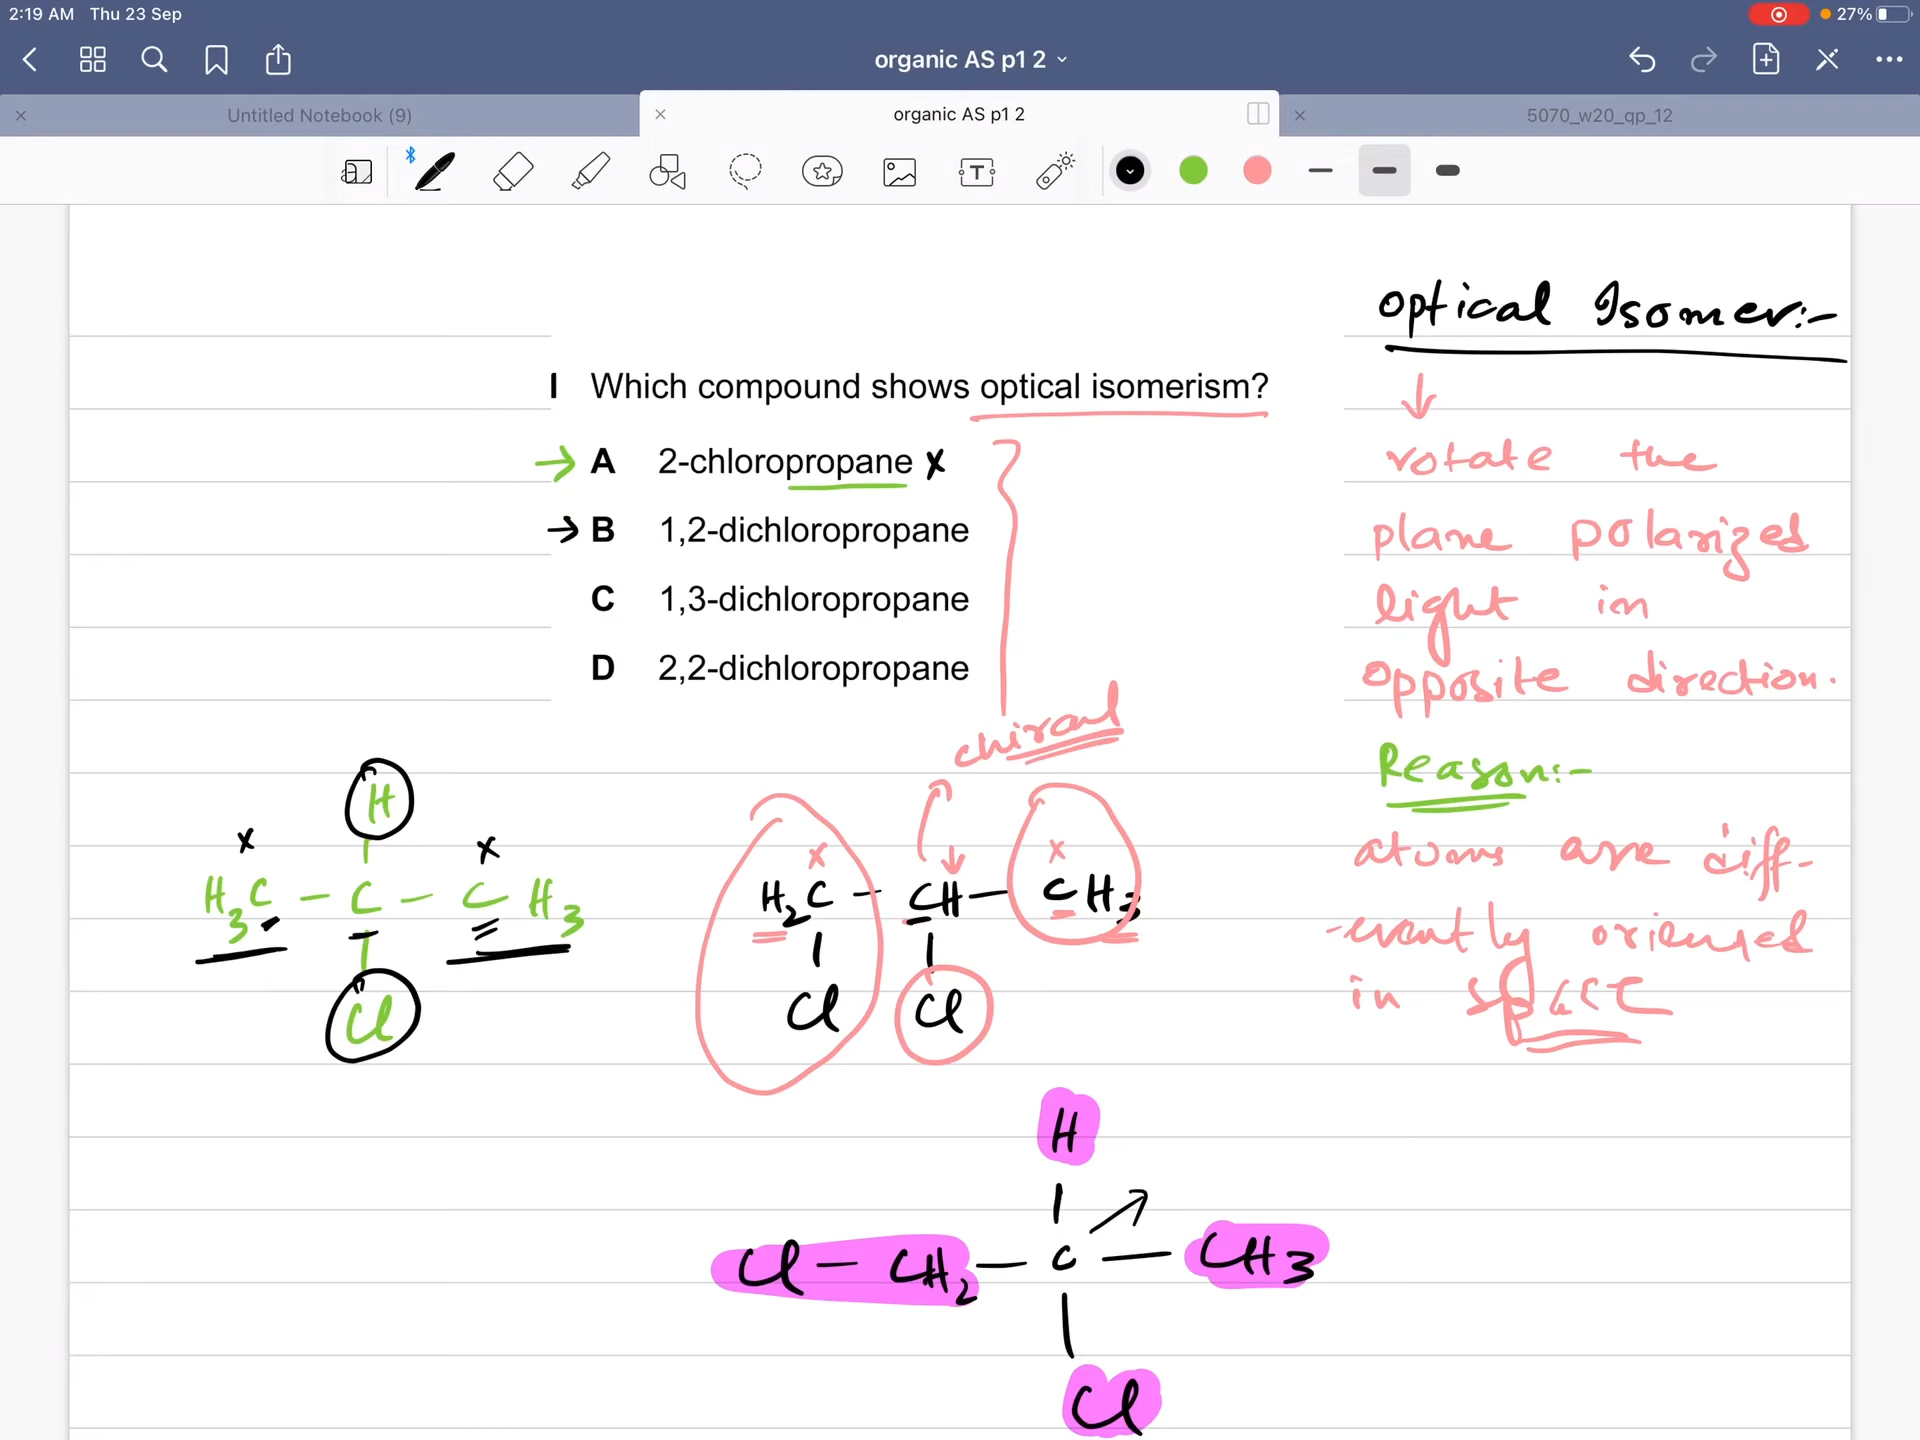 2:19 AM Thu 23 Sep
27%
organic AS p1 2
Untitled Notebook (9)
organic AS p1 2
5070_w20_qp_12
T
optical Isomer:-
I Which compound shows optical isomerism?
A 2-chloropropane x
B 1,2-dichloropropane
C 1,3-dichloropropane
D 2,2-dichloropropane
rotate the
plane polarized
light in
opposite direction.
Reason:-
atoms are diff-
-erently oriented
in space
chiral
H
x x
H3C - C - CH3
Cl
x x
H2C - CH - CH3
Cl Cl
H
Cl - CH2 - C - CH3
Cl